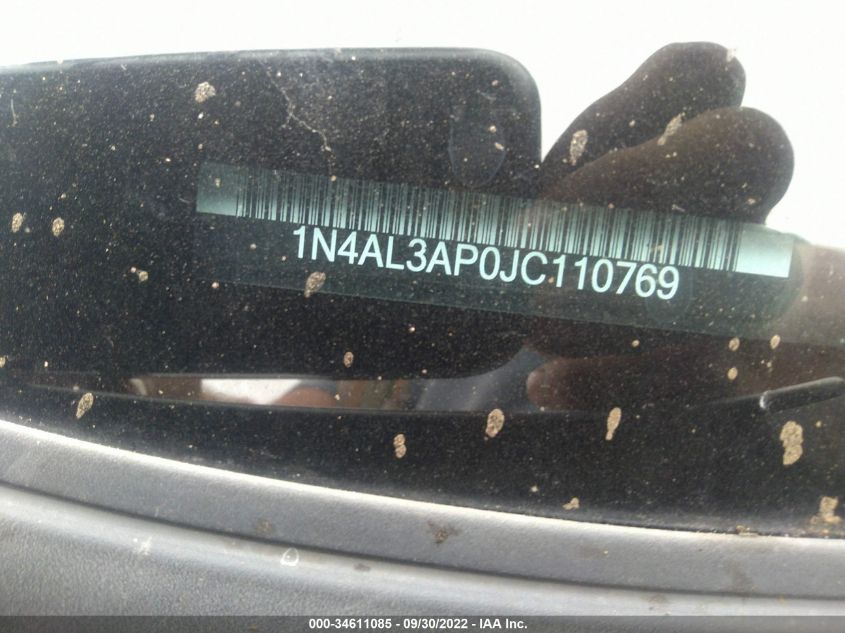 1N4AL3AP0JC110769
000-34611085 - 09/30/2022 - IAA Inc.